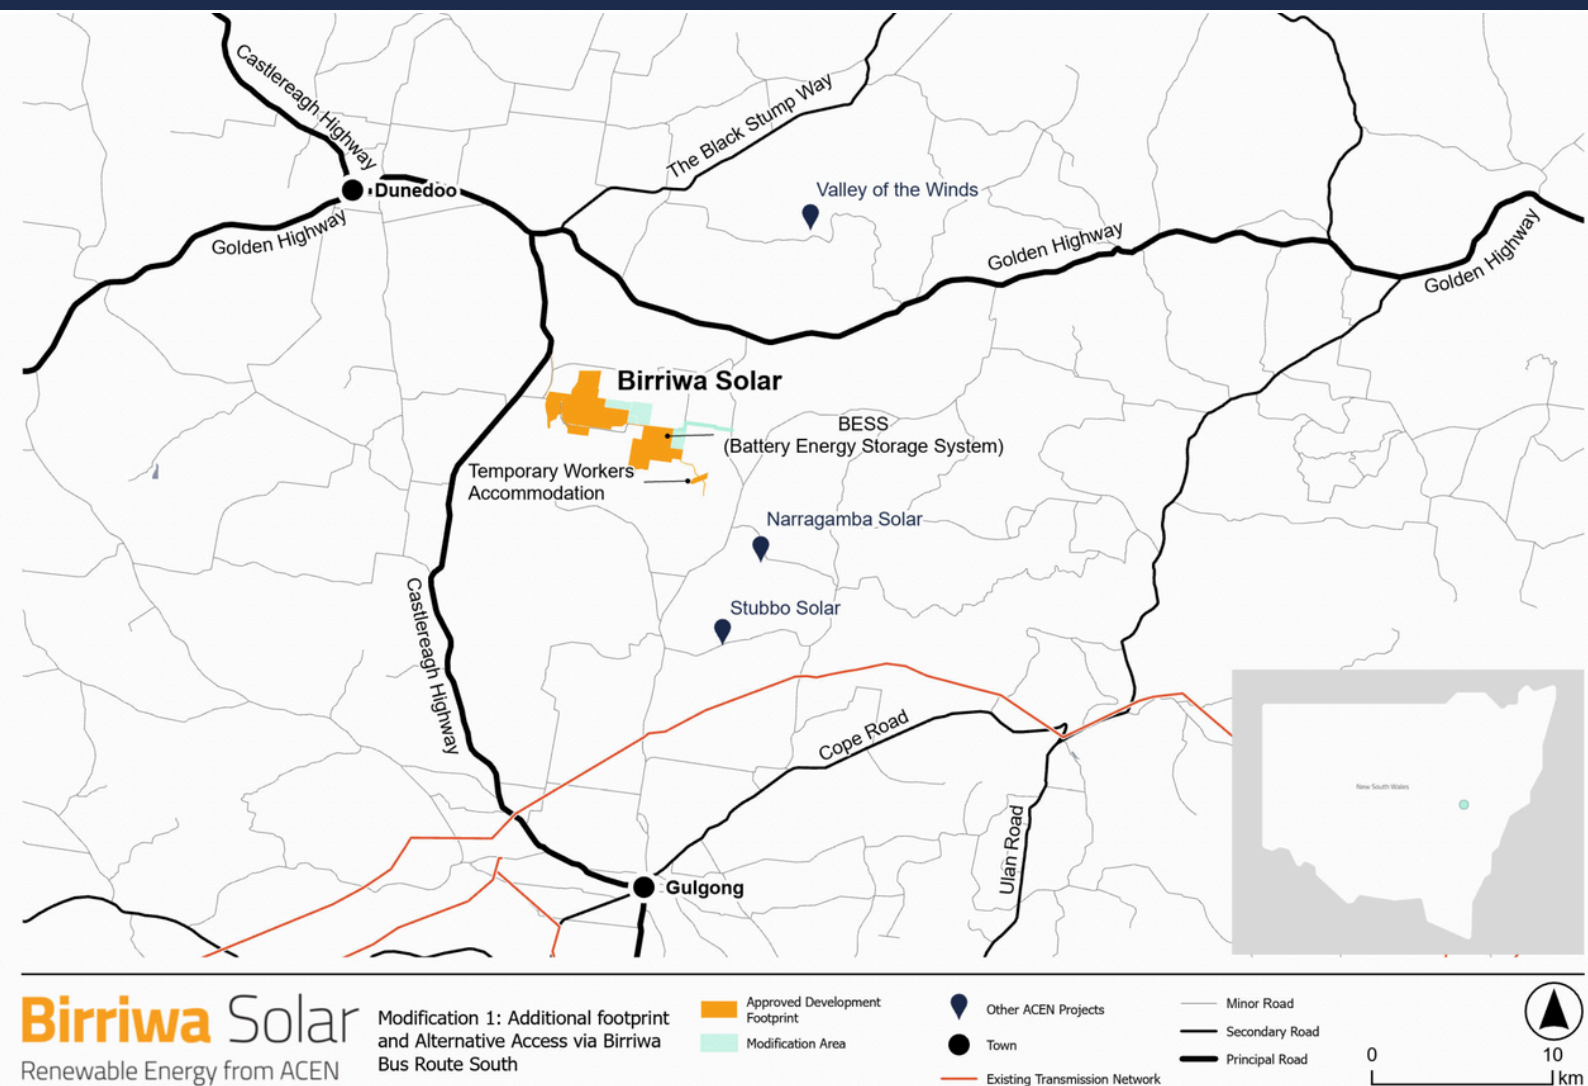 Castlereagh Highway
The Black Stump Way
Dunedoo
Valley of the Winds
Golden Highway
Golden Highway
Golden Highway
Birriwa Solar
BESS
(Battery Energy Storage System)
Temporary Workers
Accommodation
Narragamba Solar
Castlereagh Highway
Stubbo Solar
Cope Road
New South Wales
Ulan Road
Gulgong
Birriwa Solar
Renewable Energy from ACEN
Modification 1: Additional footprint
and Alternative Access via Birriwa
Bus Route South
Approved Development
Footprint
Modification Area
Other ACEN Projects
Town
Existing Transmission Network
Minor Road
Secondary Road
Principal Road
0 10
km